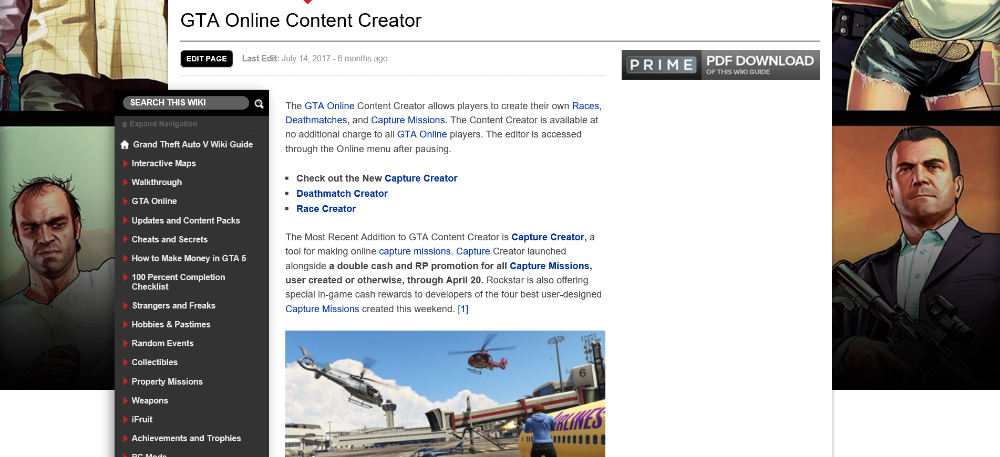 GTA Online Content Creator
EDIT PAGE
Last Edit: July 14, 2017 - 6 months ago
PRIME
PDF DOWNLOAD
OF THIS WIKI GUIDE
SEARCH THIS WIKI
Expand Navigation
Grand Theft Auto V Wiki Guide
Interactive Maps
Walkthrough
GTA Online
Updates and Content Packs
Cheats and Secrets
How to Make Money in GTA 5
100 Percent Completion
Checklist
Strangers and Freaks
Hobbies & Pastimes
Random Events
Collectibles
Property Missions
Weapons
iFruit
Achievements and Trophies
PC Mods
The GTA Online Content Creator allows players to create their own Races,
Deathmatches, and Capture Missions. The Content Creator is available at
no additional charge to all GTA Online players. The editor is accessed
through the Online menu after pausing.
Check out the New Capture Creator
Deathmatch Creator
Race Creator
The Most Recent Addition to GTA Content Creator is Capture Creator, a
tool for making online capture missions. Capture Creator launched
alongside a double cash and RP promotion for all Capture Missions,
user created or otherwise, through April 20. Rockstar is also offering
special in-game cash rewards to developers of the four best user-designed
Capture Missions created this weekend. [1]
6
AIRLINES